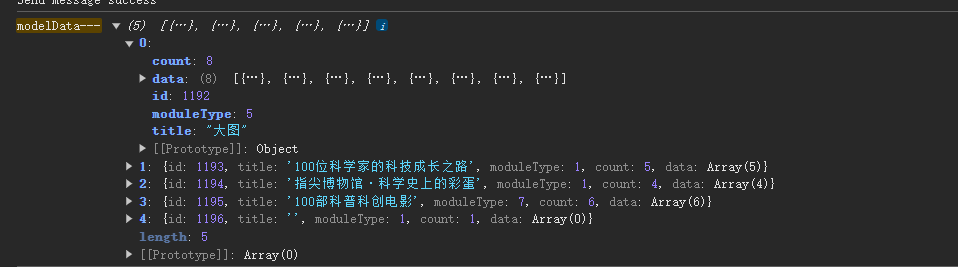 Send message success
modelData--- ▼ (5) [{…}, {…}, {…}, {…}, {…}] i
▼ 0:
count: 8
▶ data: (8) [{…}, {…}, {…}, {…}, {…}, {…}, {…}, {…}]
id: 1192
moduleType: 5
title: "大图"
▶ [[Prototype]]: Object
▶ 1: {id: 1193, title: '100位科学家的科技成长之路', moduleType: 1, count: 5, data: Array(5)}
▶ 2: {id: 1194, title: '指尖博物馆·科学史上的彩蛋', moduleType: 1, count: 4, data: Array(4)}
▶ 3: {id: 1195, title: '100部科普科创电影', moduleType: 7, count: 6, data: Array(6)}
▶ 4: {id: 1196, title: '', moduleType: 1, count: 1, data: Array(0)}
length: 5
▶ [[Prototype]]: Array(0)